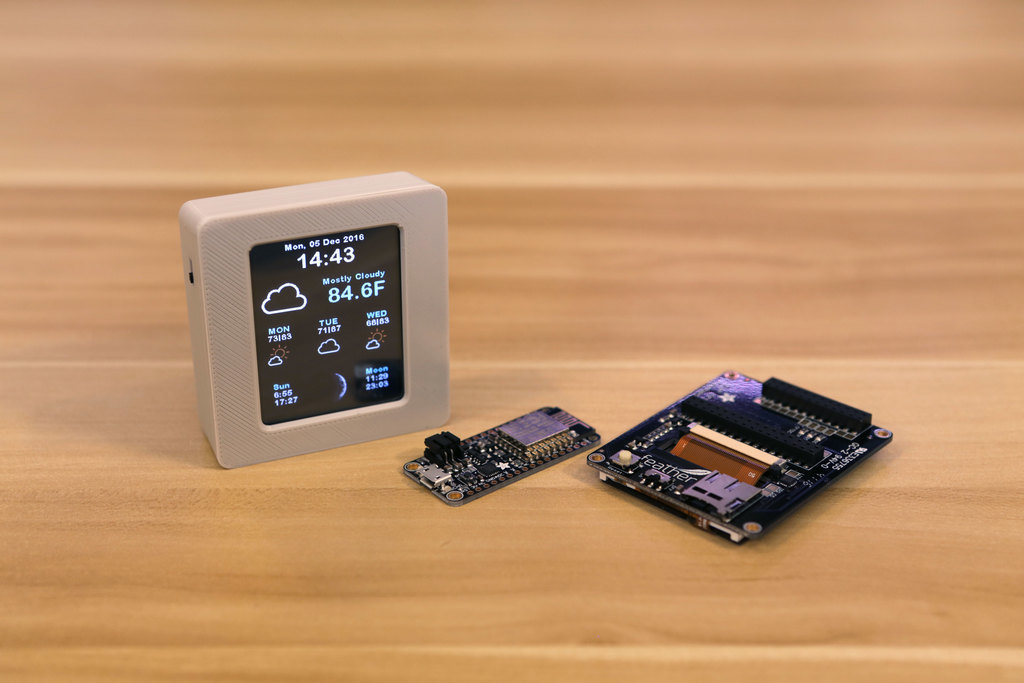 Mon, 05 Dec 2016
14:43
Mostly Cloudy
84.6F
MON TUE WED
73|83 71|87 68|83
Sun
6:55
17:27
Moon
11:29
23:03
feather